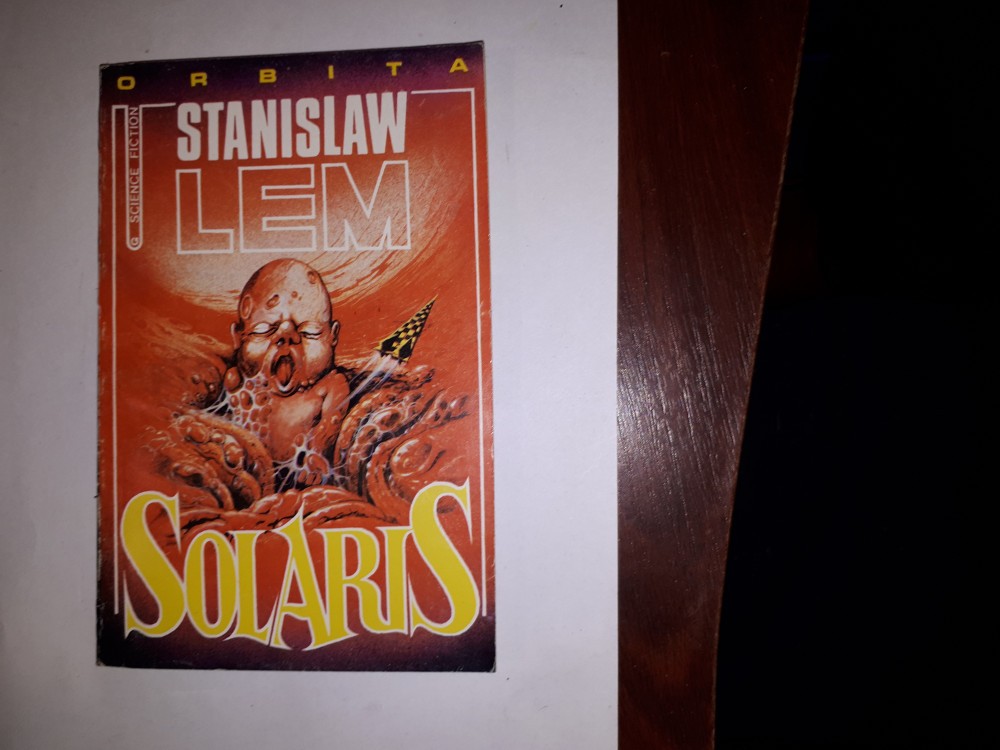 ORBITA
SCIENCE FICTION
STANISLAW
LEM
SOLARIS